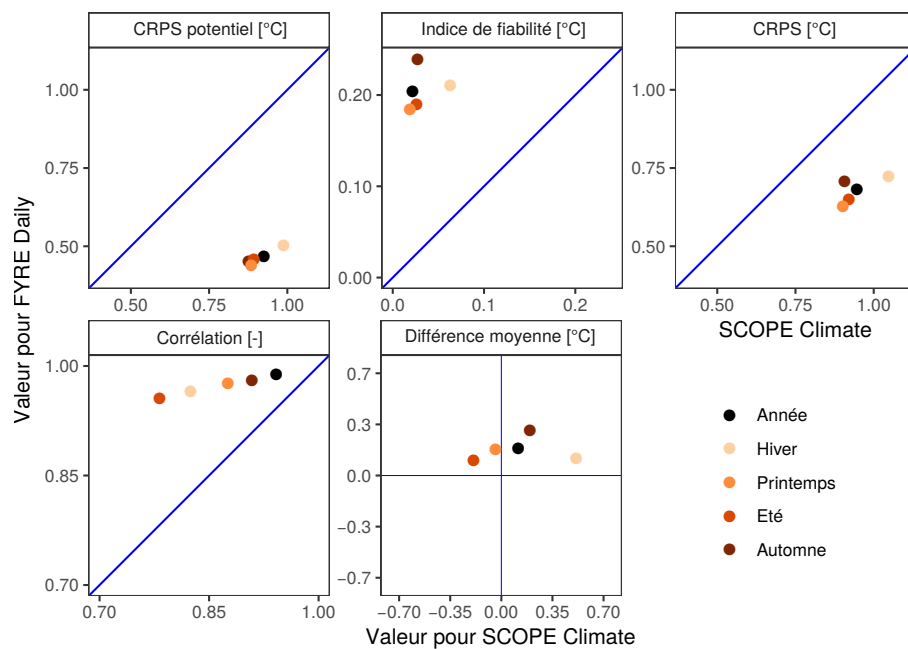 CRPS potentiel [°C]
Indice de fiabilité [°C]
CRPS [°C]
Valeur pour FYRE Daily
1.00
0.75
0.50
0.50
0.75
1.00
0.20
0.10
0.00
0.0
0.1
0.2
1.00
0.75
0.50
0.50
0.75
1.00
SCOPE Climate
Corrélation [-]
Différence moyenne [°C]
1.00
0.85
0.70
0.70
0.85
1.00
0.7
0.3
0.0
−0.3
−0.7
−0.70
−0.35
0.00
0.35
0.70
Valeur pour SCOPE Climate
Année
Hiver
Printemps
Eté
Automne